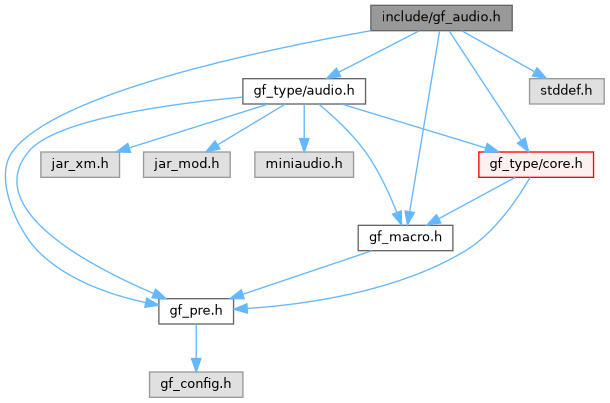 include/gf_audio.h
gf_type/audio.h
stddef.h
jar_xm.h
jar_mod.h
miniaudio.h
gf_type/core.h
gf_macro.h
gf_pre.h
gf_config.h